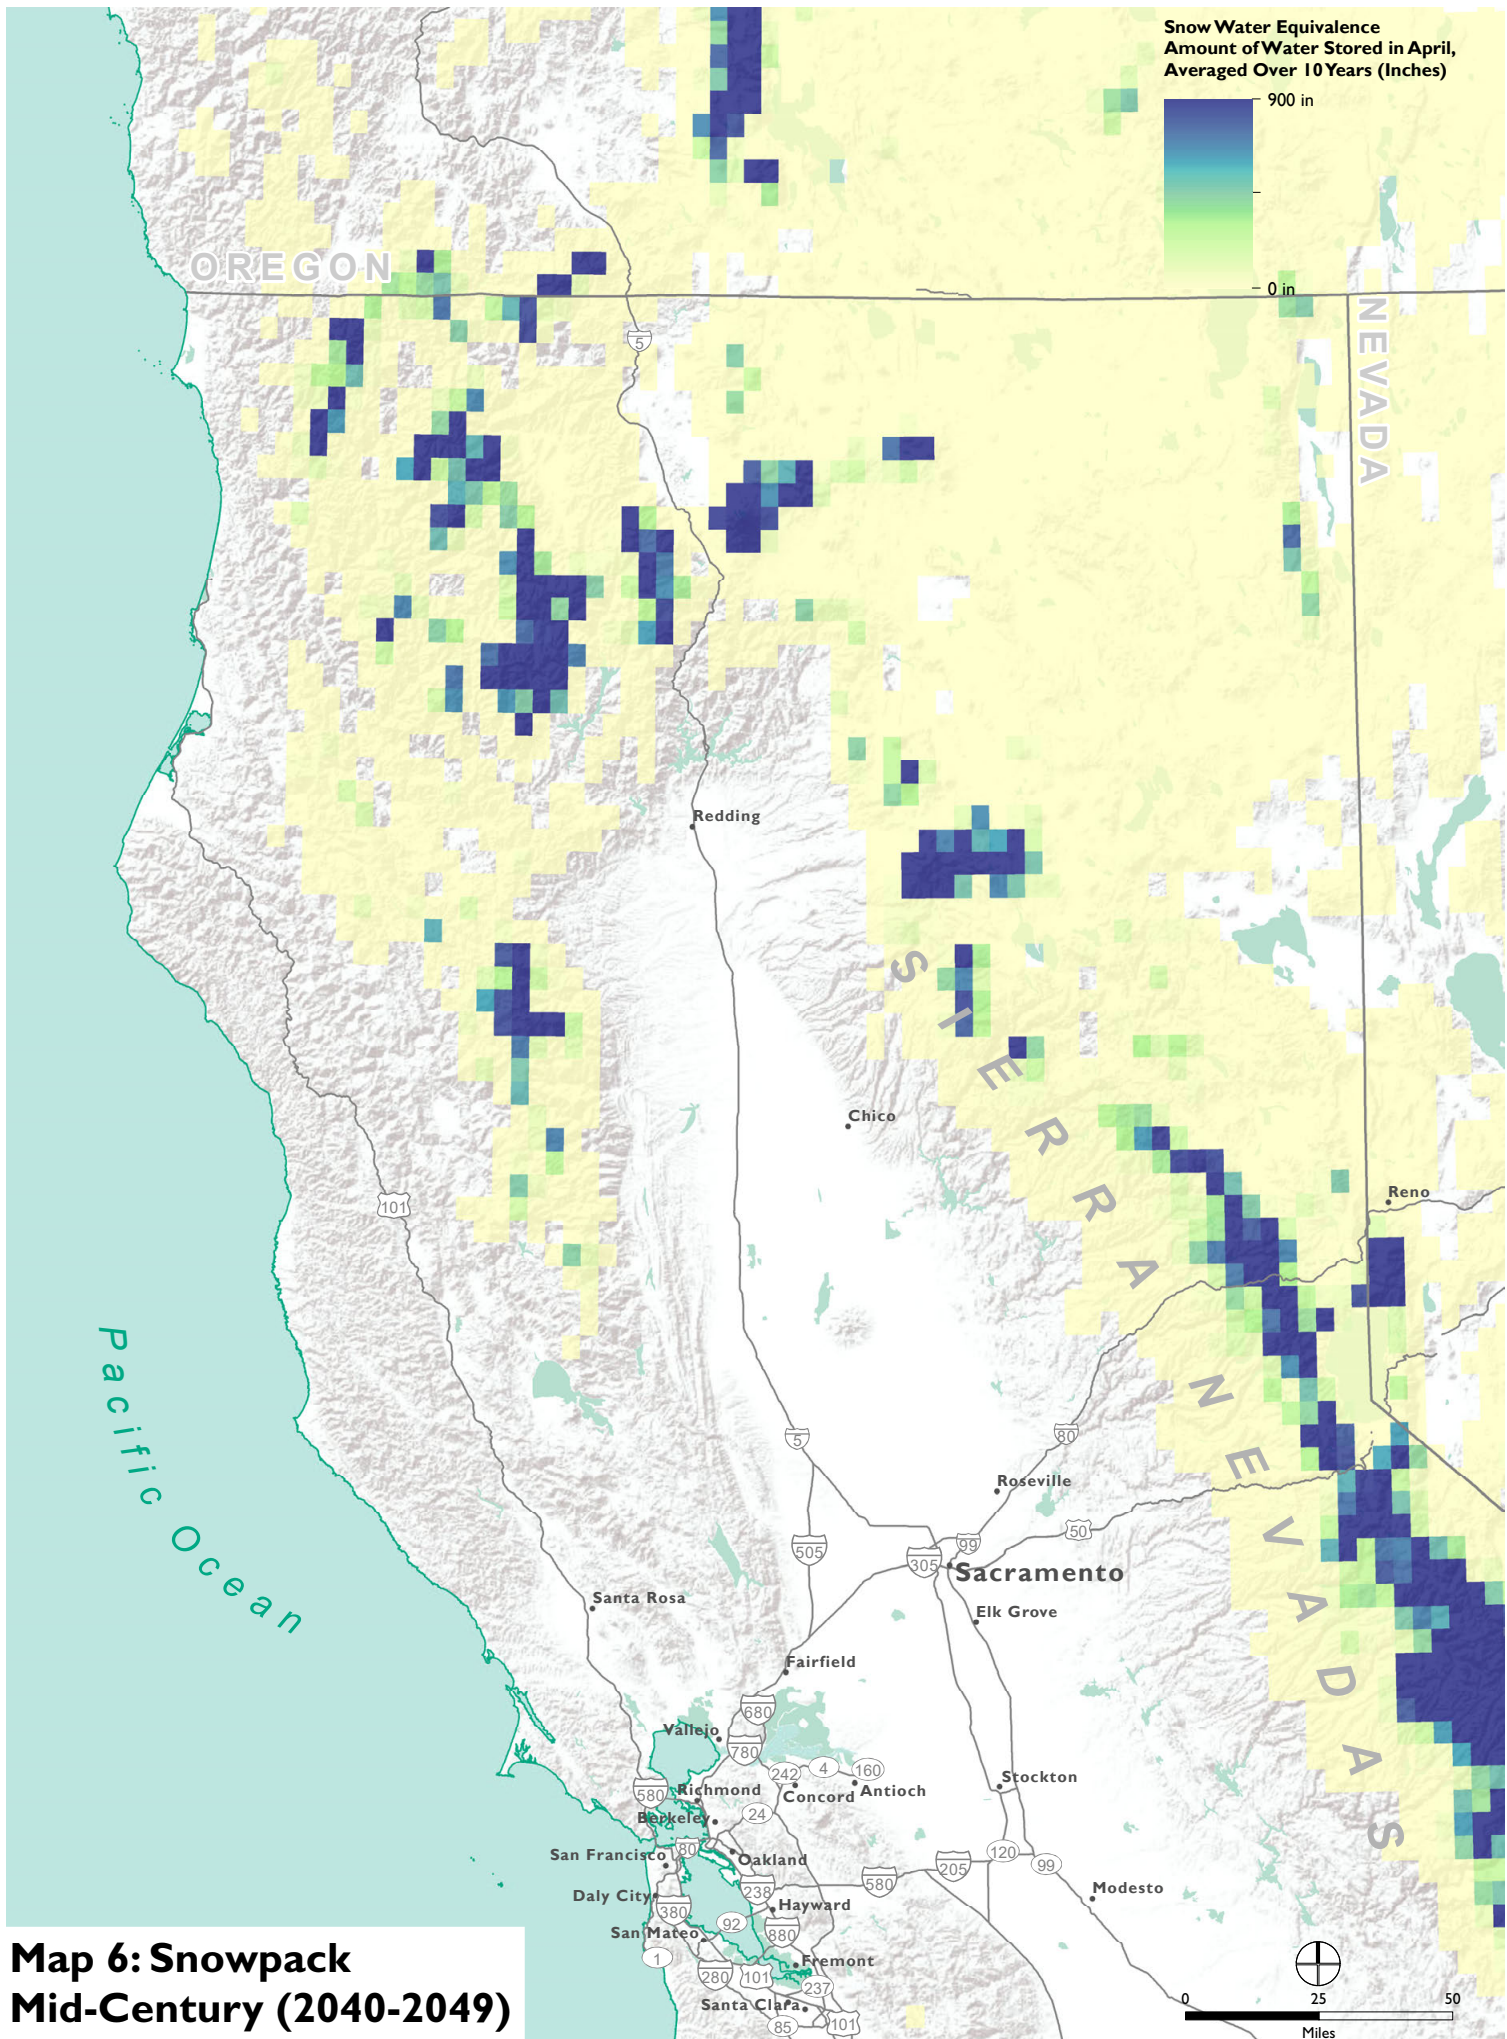 Snow Water Equivalence
Amount of Water Stored in April,
Averaged Over 10 Years (Inches)
900 in
0 in
OREGON
NEVADA
5
Redding
SIERRA NEVADAS
Chico
Reno
101
Pacific Ocean
5
80
Roseville
50
99
505
305
Sacramento
Santa Rosa
Elk Grove
Fairfield
680
Vallejo
780
242
4
160
Stockton
580
Richmond
Concord
Antioch
24
Berkeley
80
San Francisco
Oakland
120
205
99
580
238
Modesto
Daly City
380
Hayward
92
880
San Mateo
1
Fremont
280
101
237
Santa Clara
85
101
Map 6: Snowpack
Mid-Century (2040-2049)
0
25
50
Miles